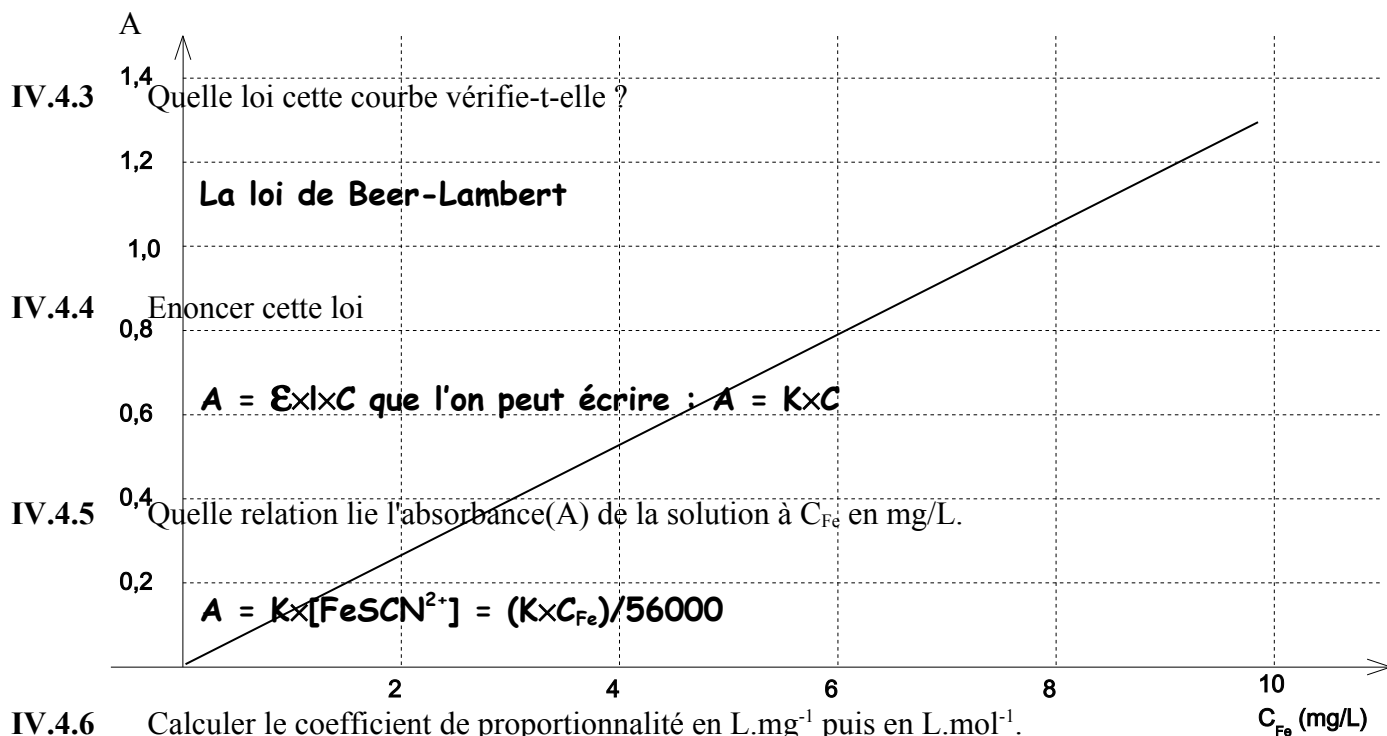 A
1,4
IV.4.3 Quelle loi cette courbe vérifie-t-elle ?
1,2
La loi de Beer-Lambert
1,0
IV.4.4 Enoncer cette loi
0,8
A = Ɛ×l×C que l'on peut écrire : A = K×C
0,6
0,4
IV.4.5 Quelle relation lie l'absorbance(A) de la solution à C_Fe en mg/L.
0,2
A = K×[FeSCN²⁺] = (K×C_Fe)/56000
2 4 6 8 10
IV.4.6 Calculer le coefficient de proportionnalité en L.mg⁻¹ puis en L.mol⁻¹.
C_Fe (mg/L)